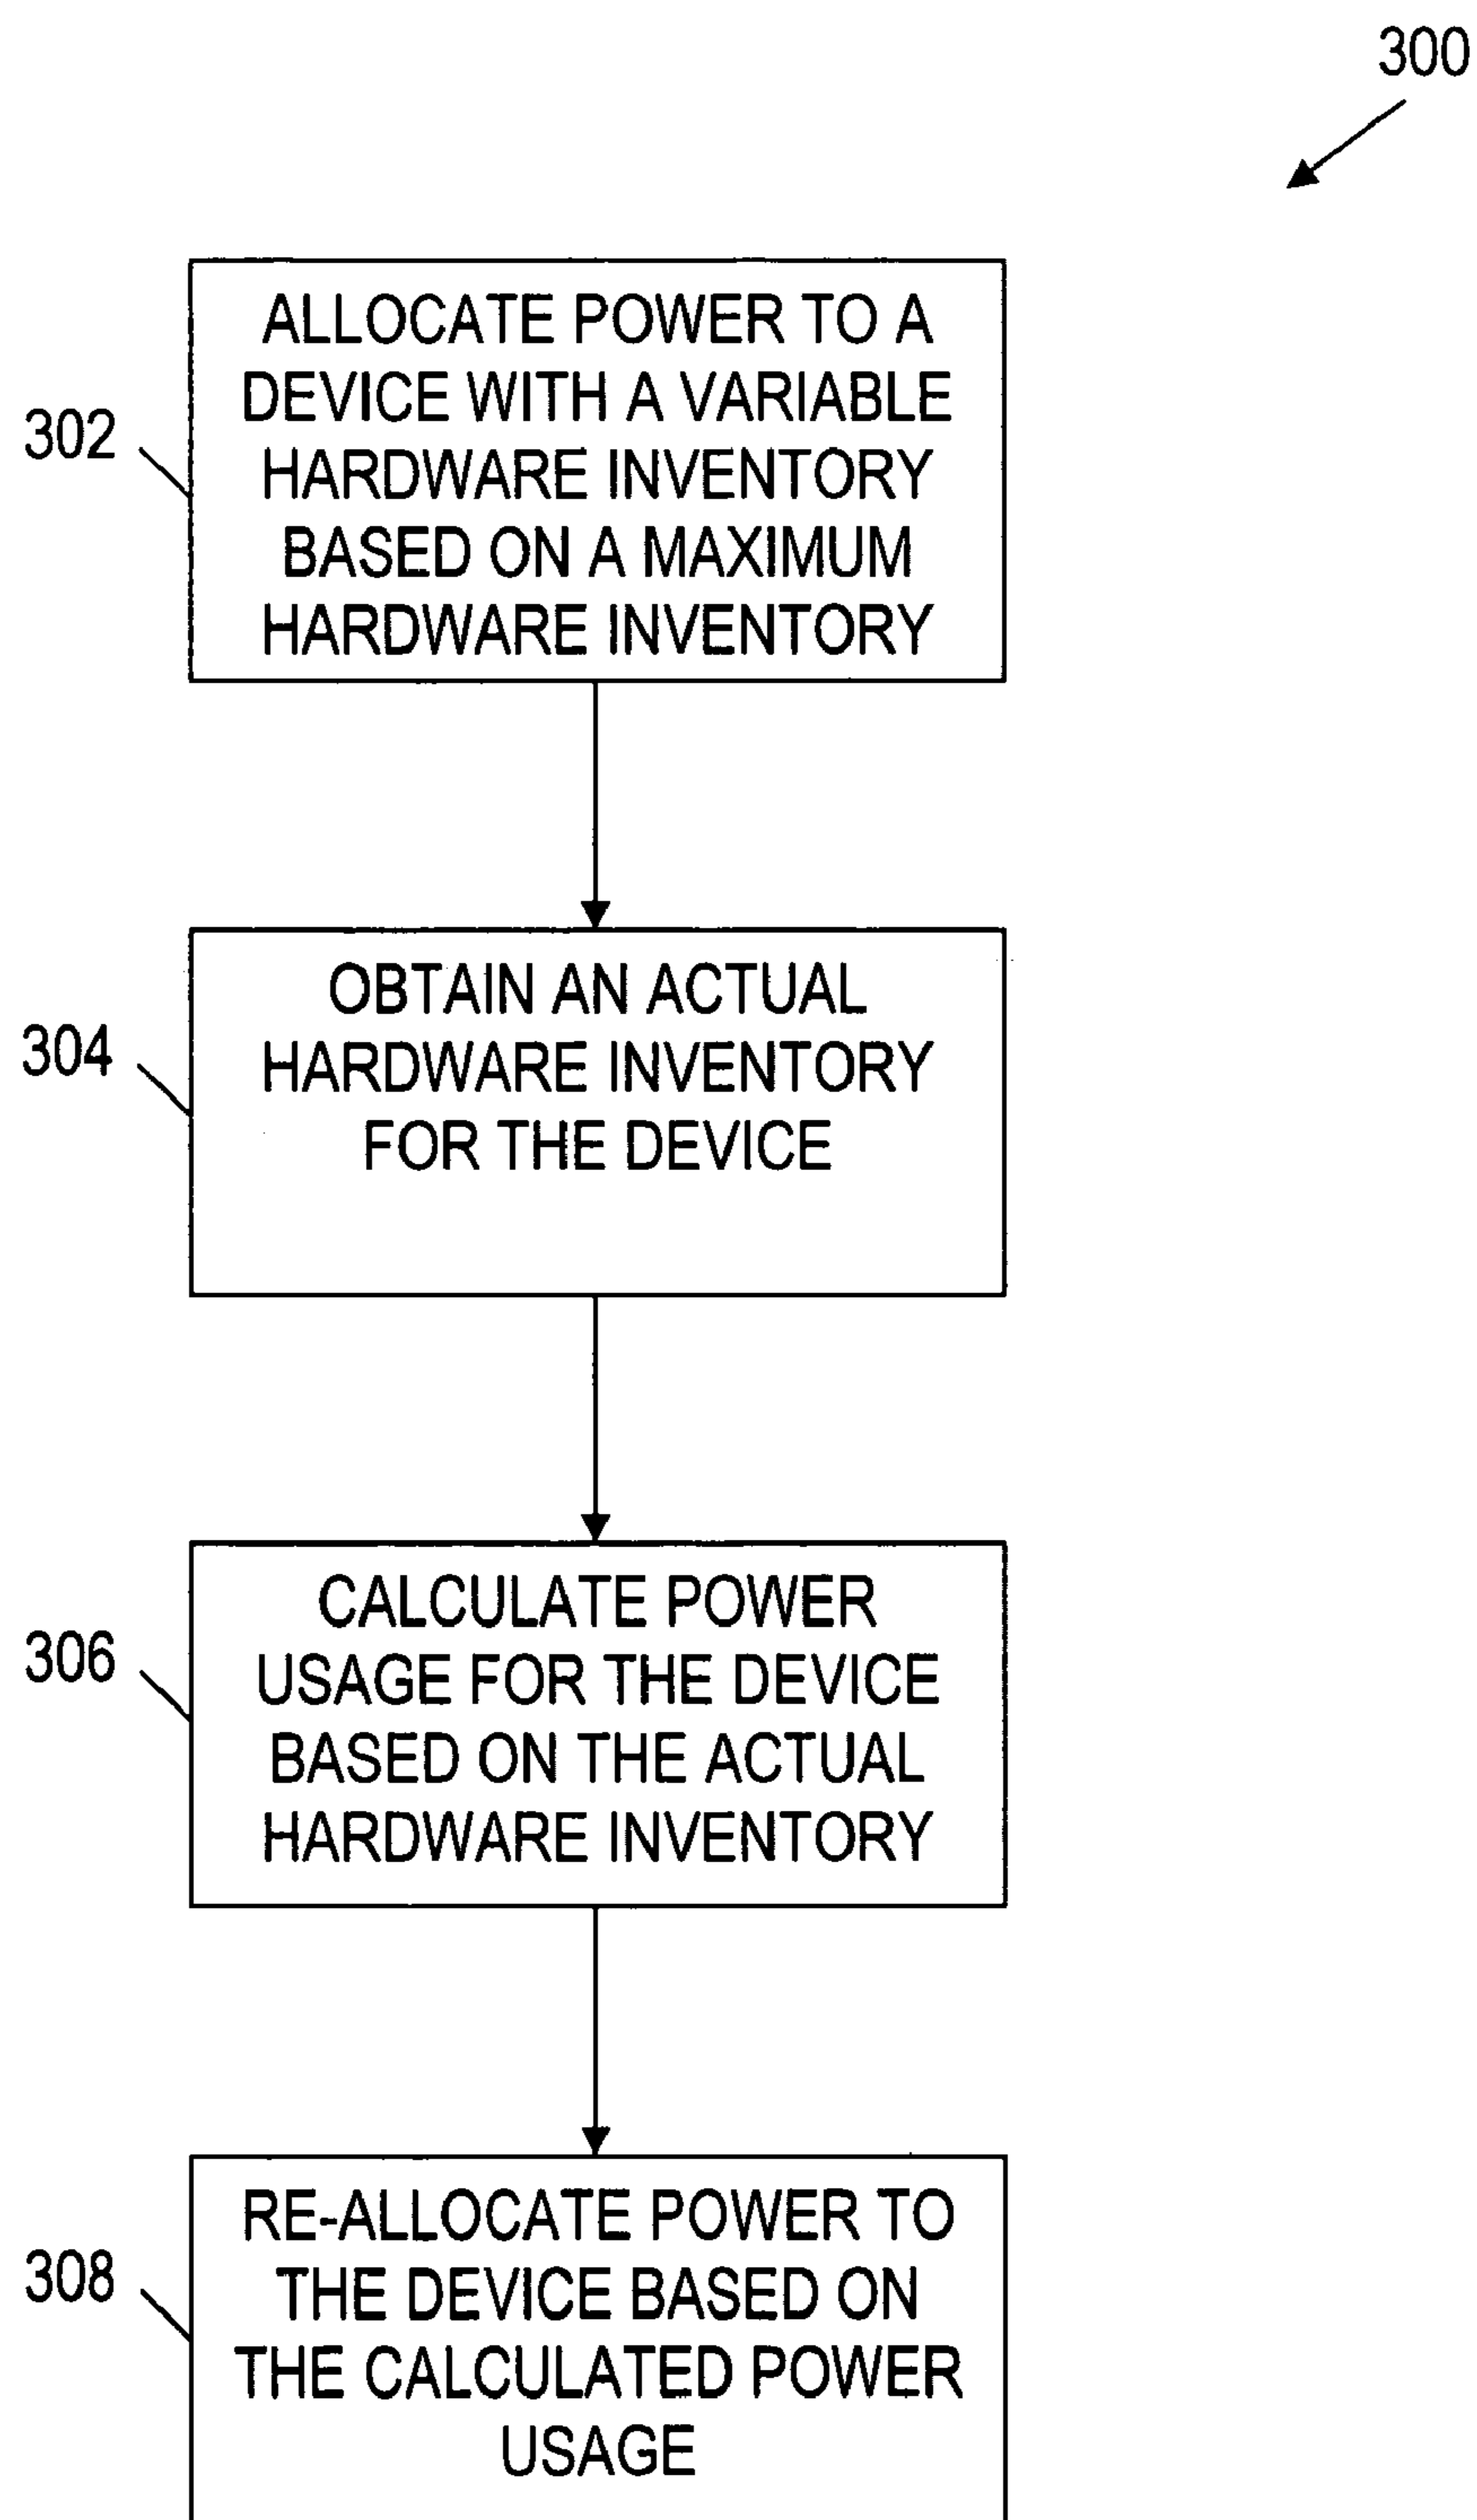 300
302
ALLOCATE POWER TO A
DEVICE WITH A VARIABLE
HARDWARE INVENTORY
BASED ON A MAXIMUM
HARDWARE INVENTORY
304
OBTAIN AN ACTUAL
HARDWARE INVENTORY
FOR THE DEVICE
306
CALCULATE POWER
USAGE FOR THE DEVICE
BASED ON THE ACTUAL
HARDWARE INVENTORY
308
RE-ALLOCATE POWER TO
THE DEVICE BASED ON
THE CALCULATED POWER
USAGE